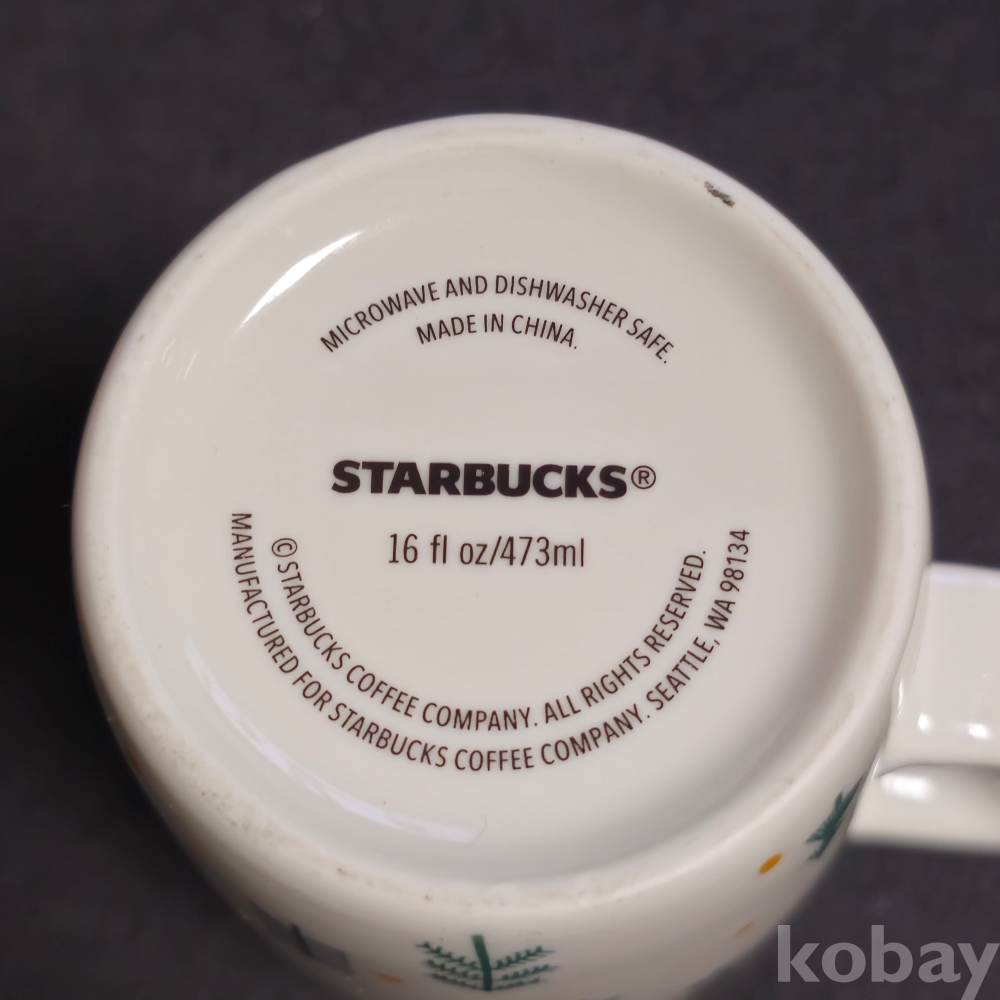 MICROWAVE AND DISHWASHER SAFE.
MADE IN CHINA.
STARBUCKS®
16 fl oz/473ml
© STARBUCKS COFFEE COMPANY. ALL RIGHTS RESERVED.
MANUFACTURED FOR STARBUCKS COFFEE COMPANY. SEATTLE, WA 98134
kobay